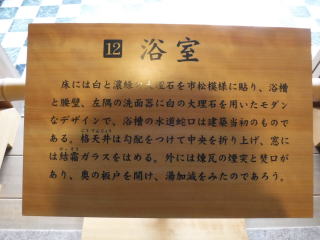 12 浴室
床には白と濃緑の大理石を市松模様に貼り、浴槽
と腰壁、左隅の洗面器に白の大理石を用いたモダン
なデザインで、浴槽の水道蛇口は建築当初のものであ
る。格天井は勾配をつけて中央を折り上げ、窓に
は結霜ガラスをはめる。外には煉瓦の煙突と焚口が
あり、奥の板戸を開け、湯加減をみたのであろう。